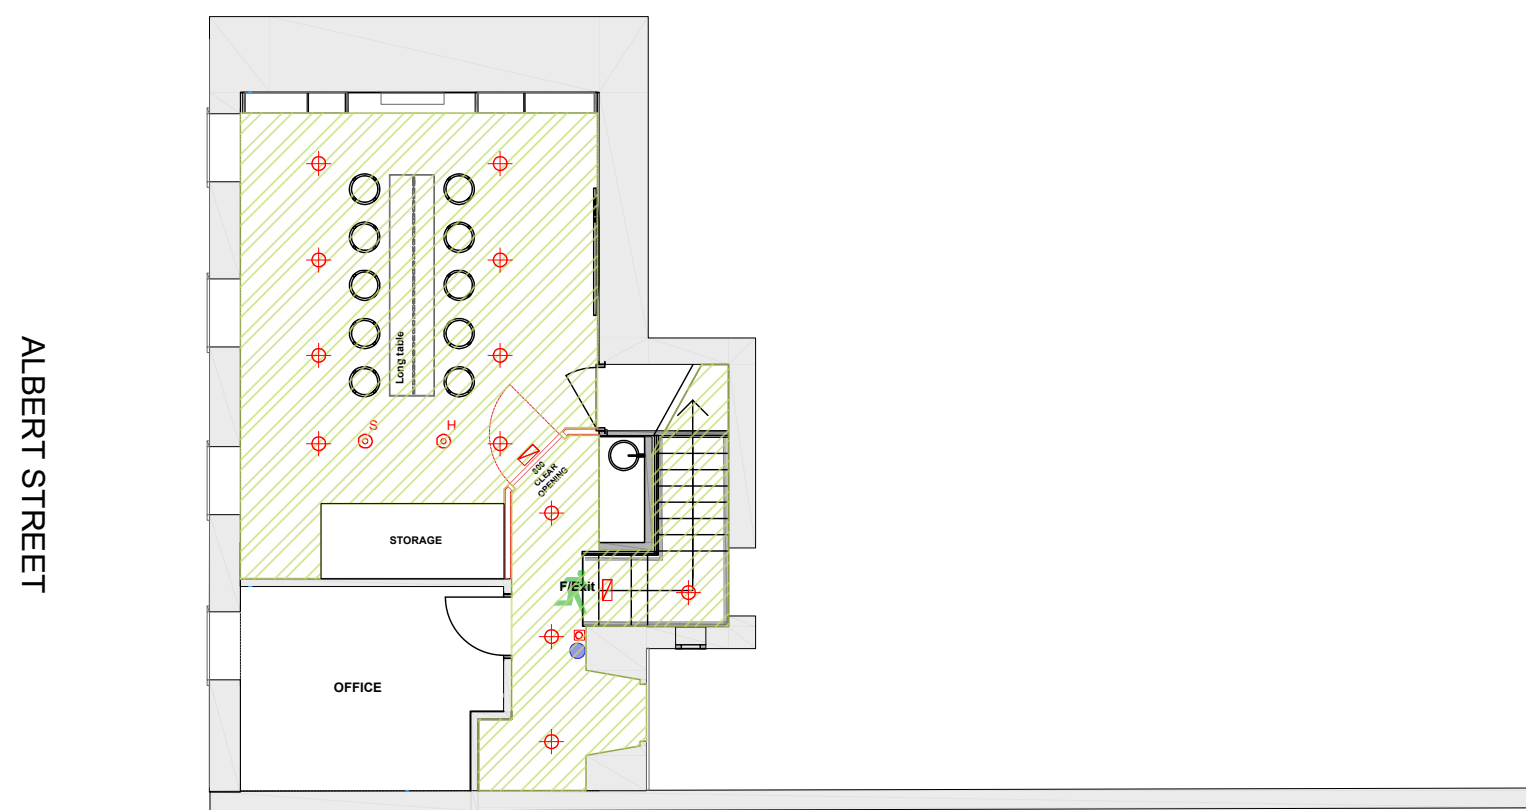 ALBERT STREET
Long table
S
H
800
CLEAR
OPENING
STORAGE
F/Exit
OFFICE